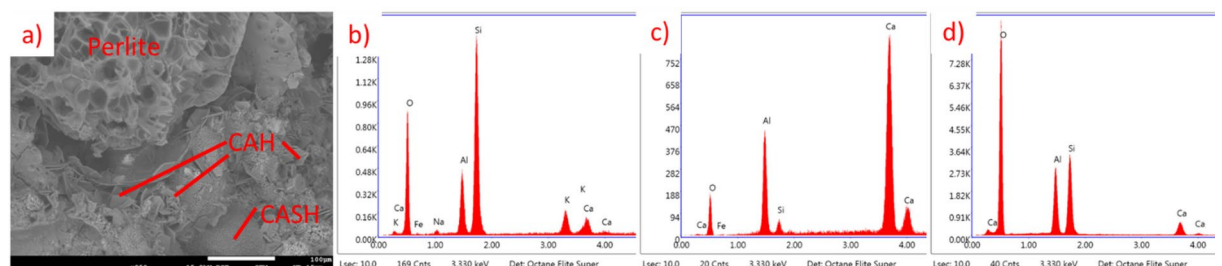 a)
Perlite
CAH
CASH
100µm
b)
1.28K
1.12K
0.96K
0.80K
0.64K
0.48K
0.32K
0.16K
0.00K
Si
O
Al
Ca
K
Fe
Na
K
K
Ca
Ca
0.00 1.00 2.00 3.00 4.00
Lsec: 10.0 169 Cnts 3.330 keV Det: Octane Elite Super
c)
752
658
564
470
376
282
188
94
0
Ca
Al
O
Si
Ca
Fe
Ca
0.00 1.00 2.00 3.00 4.00
Lsec: 10.0 20 Cnts 3.330 keV Det: Octane Elite Super
d)
7.28K
6.37K
5.46K
4.55K
3.64K
2.73K
1.82K
0.91K
0.00K
O
Si
Al
Ca
Ca
Ca
0.00 1.00 2.00 3.00 4.00
Lsec: 10.0 40 Cnts 3.330 keV Det: Octane Elite Super